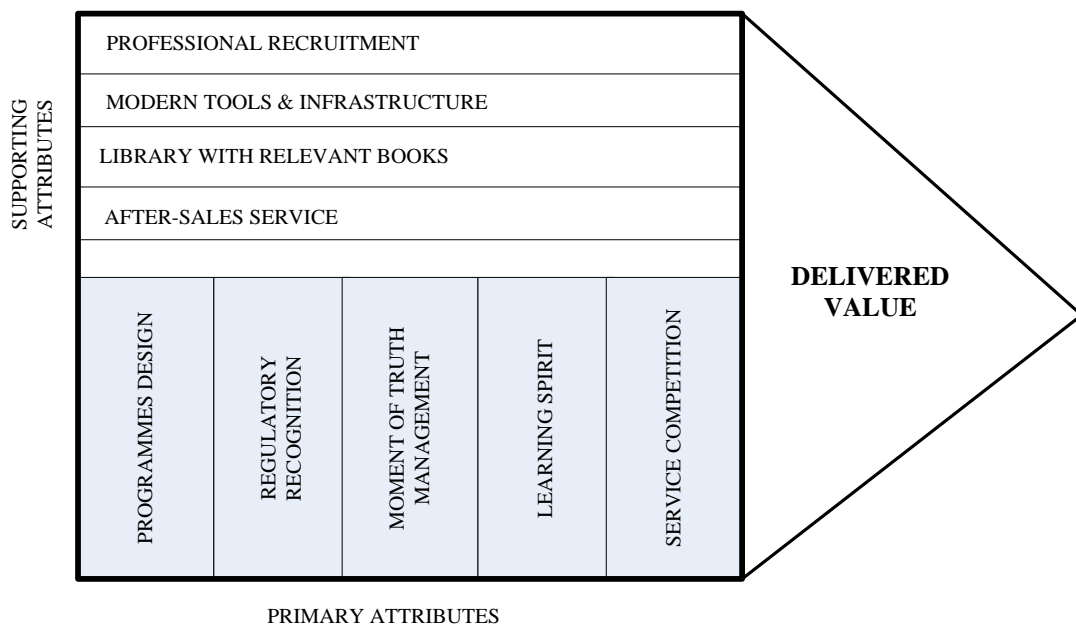 PROFESSIONAL RECRUITMENT
MODERN TOOLS & INFRASTRUCTURE
LIBRARY WITH RELEVANT BOOKS
AFTER-SALES SERVICE
SUPPORTING
ATTRIBUTES
DELIVERED
VALUE
PROGRAMMES DESIGN
REGULATORY
RECOGNITION
MOMENT OF TRUTH
MANAGEMENT
LEARNING SPIRIT
SERVICE COMPETITION
PRIMARY ATTRIBUTES